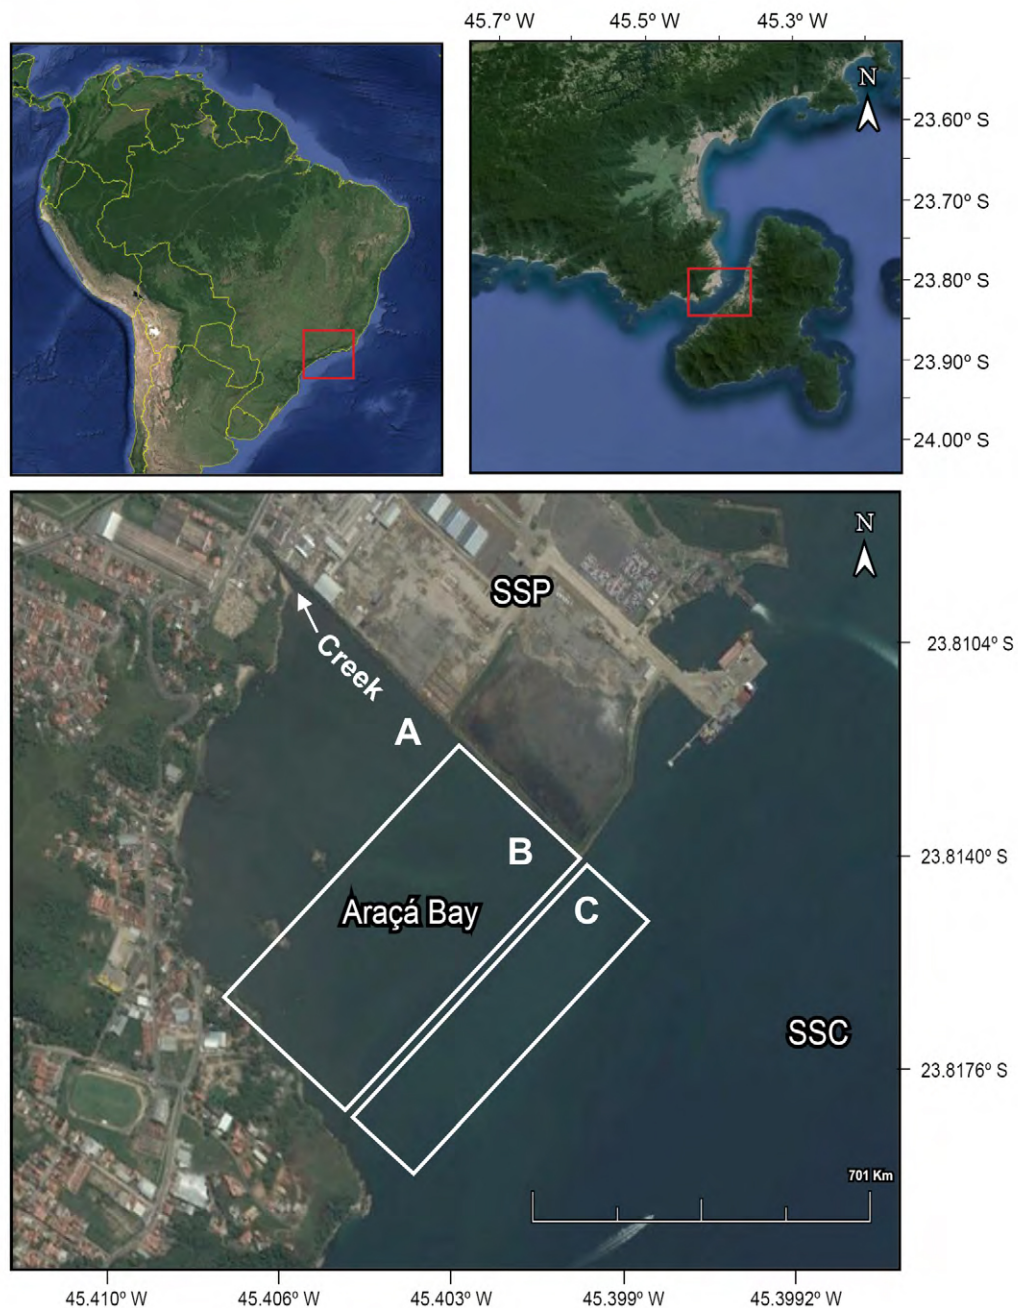 45.7º W
45.5º W
45.3º W
N
23.60º S
23.70º S
23.80º S
23.90º S
24.00º S
N
SSP
23.8104º S
Creek
A
B
23.8140º S
C
Araçá Bay
SSC
23.8176º S
701 Km
45.410º W
45.406º W
45.403º W
45.399º W
45.3992º W